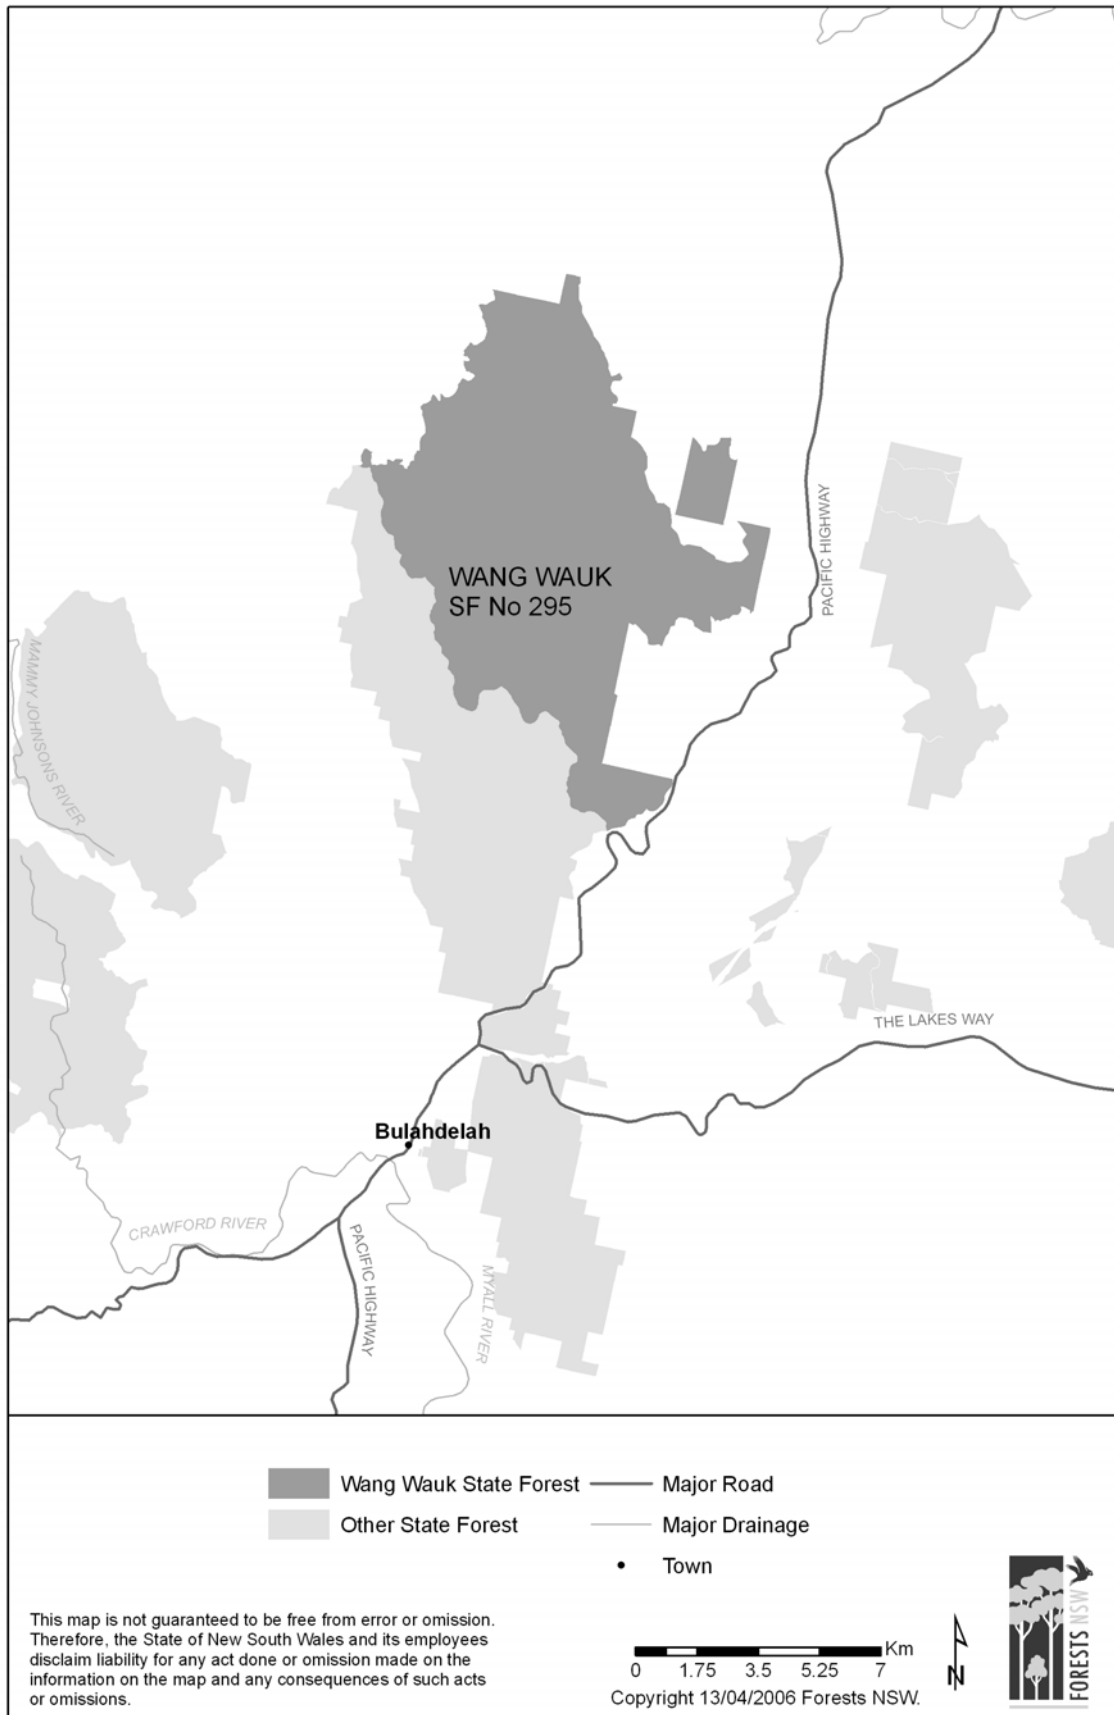 PACIFIC HIGHWAY
WANG WAUK
SF No 295
MAMMY JOHNSONS RIVER
THE LAKES WAY
Bulahdelah
CRAWFORD RIVER
PACIFIC HIGHWAY
MYALL RIVER
Wang Wauk State Forest
Major Road
Other State Forest
Major Drainage
Town
This map is not guaranteed to be free from error or omission.
Therefore, the State of New South Wales and its employees
disclaim liability for any act done or omission made on the
information on the map and any consequences of such acts
or omissions.
Km
0 1.75 3.5 5.25 7
Copyright 13/04/2006 Forests NSW.
N
FORESTS NSW